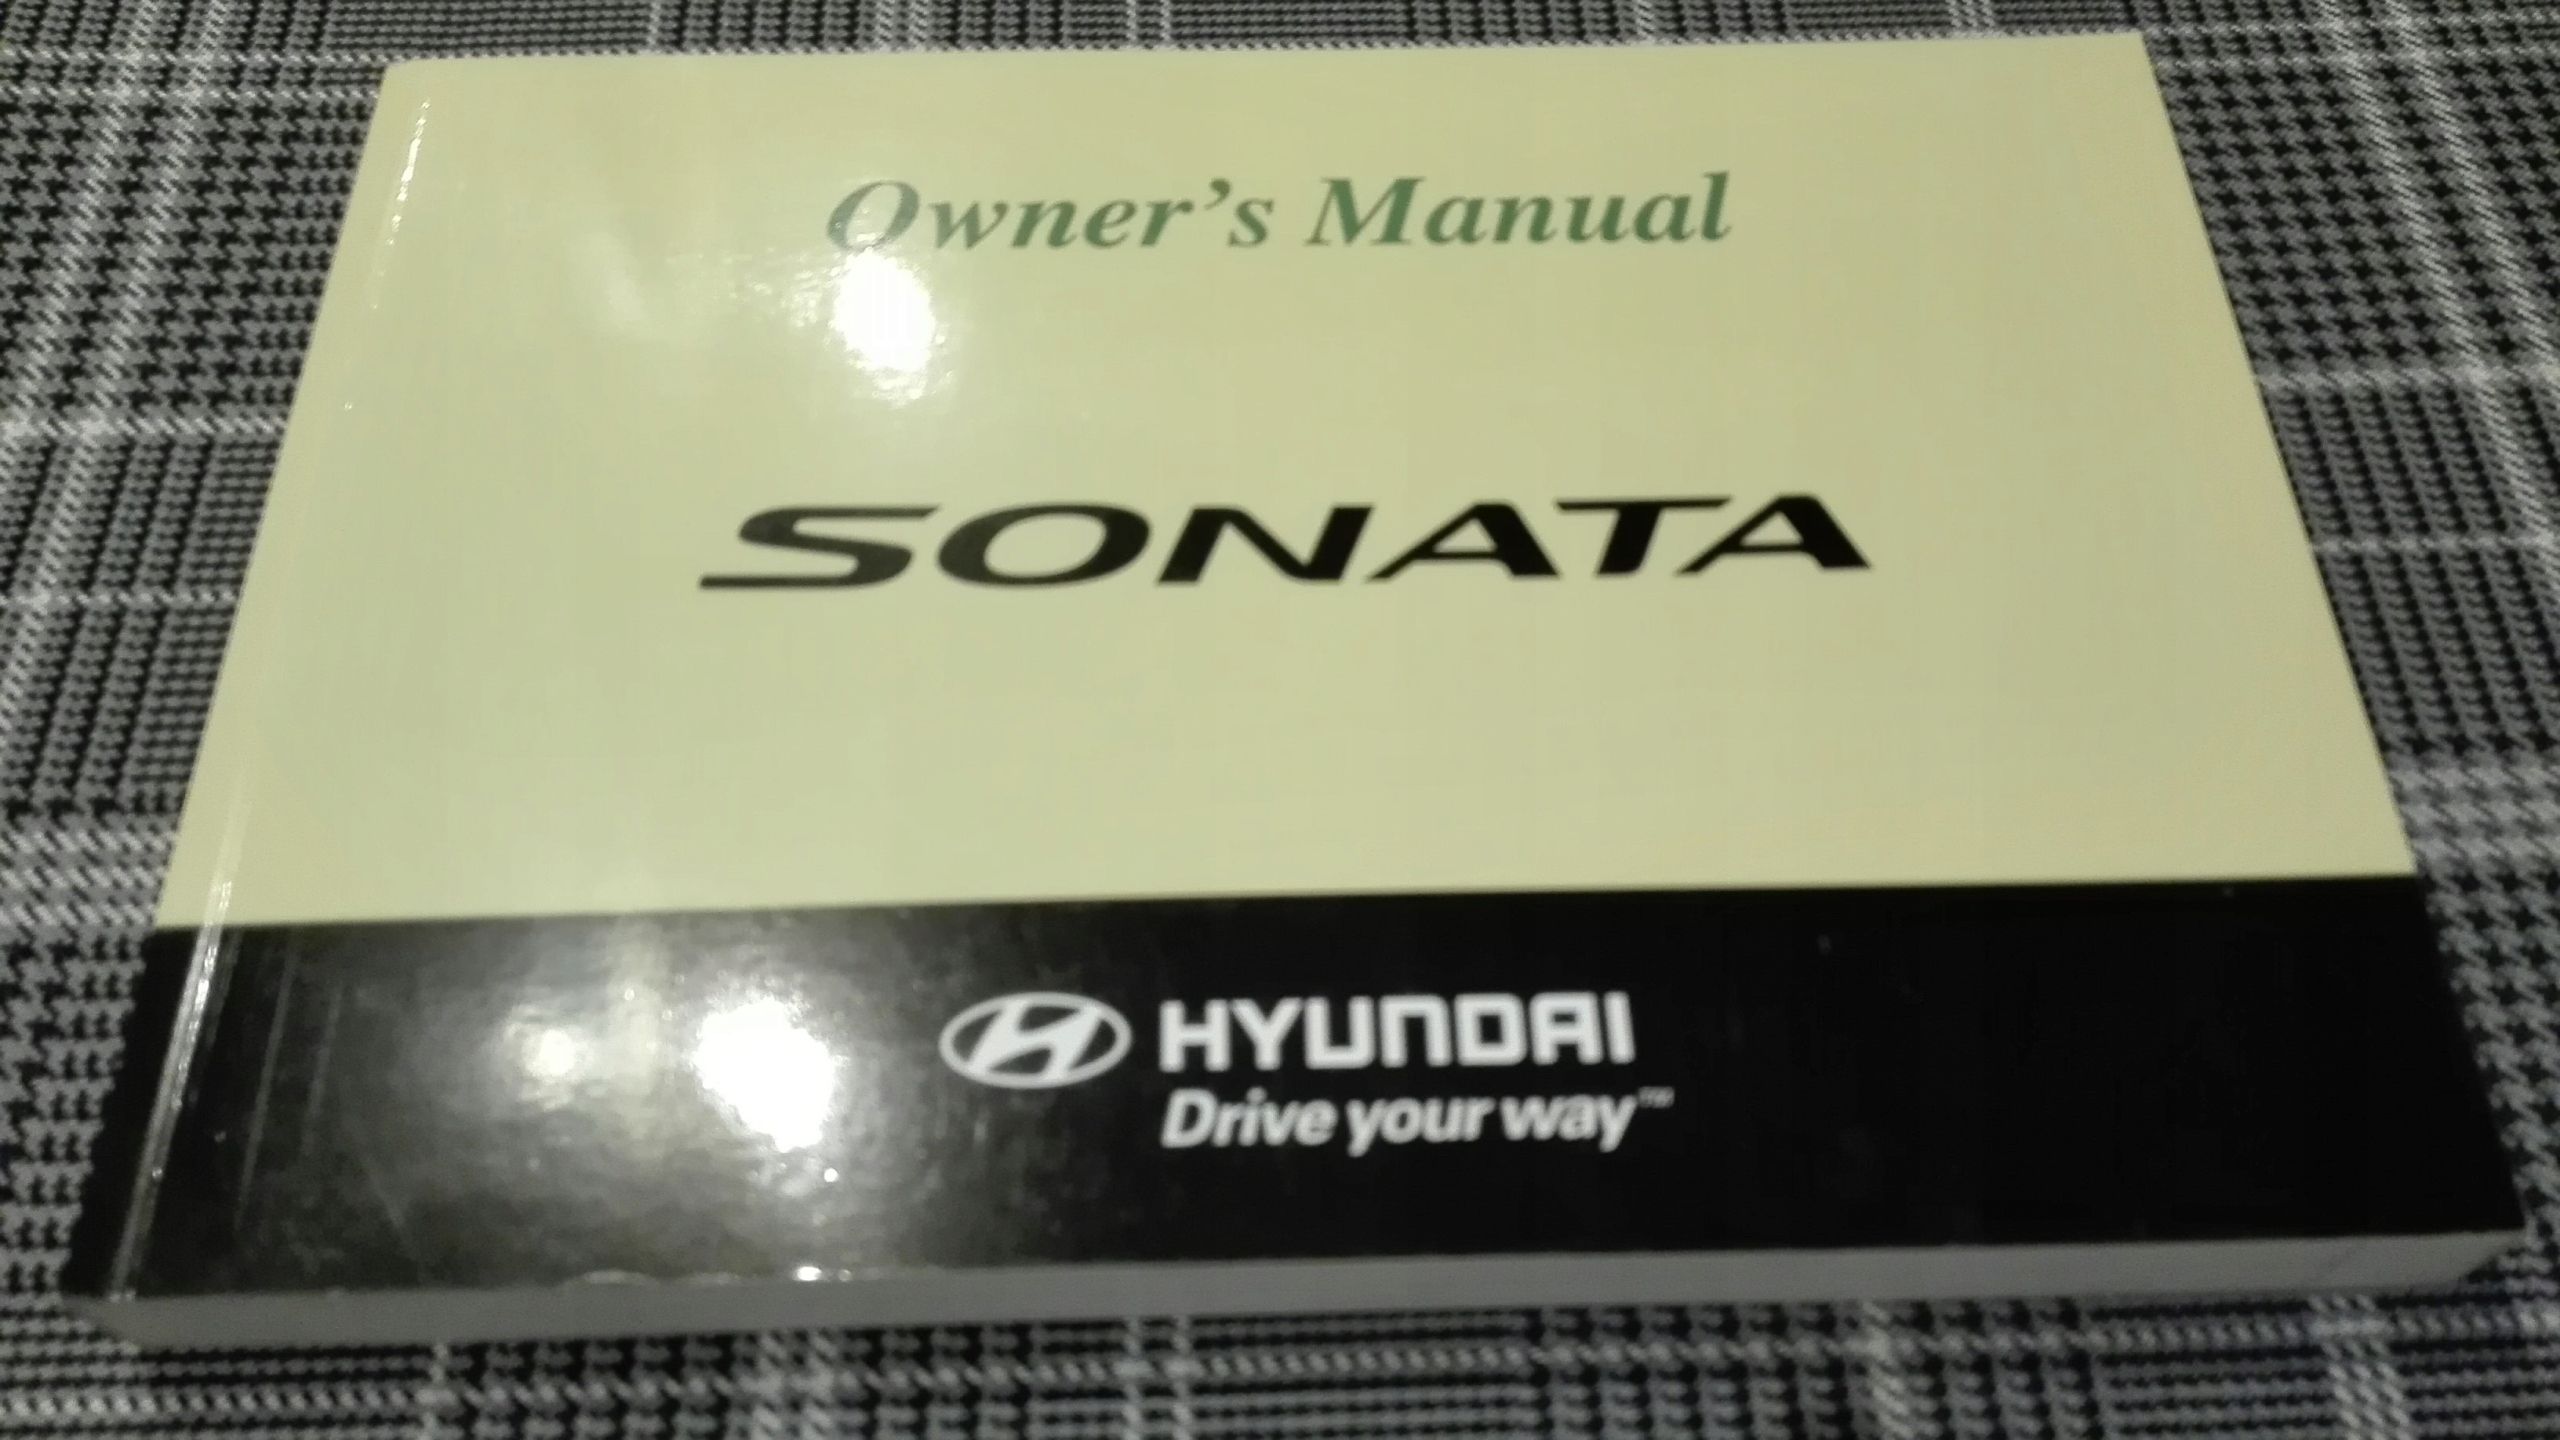 Owner's Manual
SONATA
HYUNDAI
Drive your way™